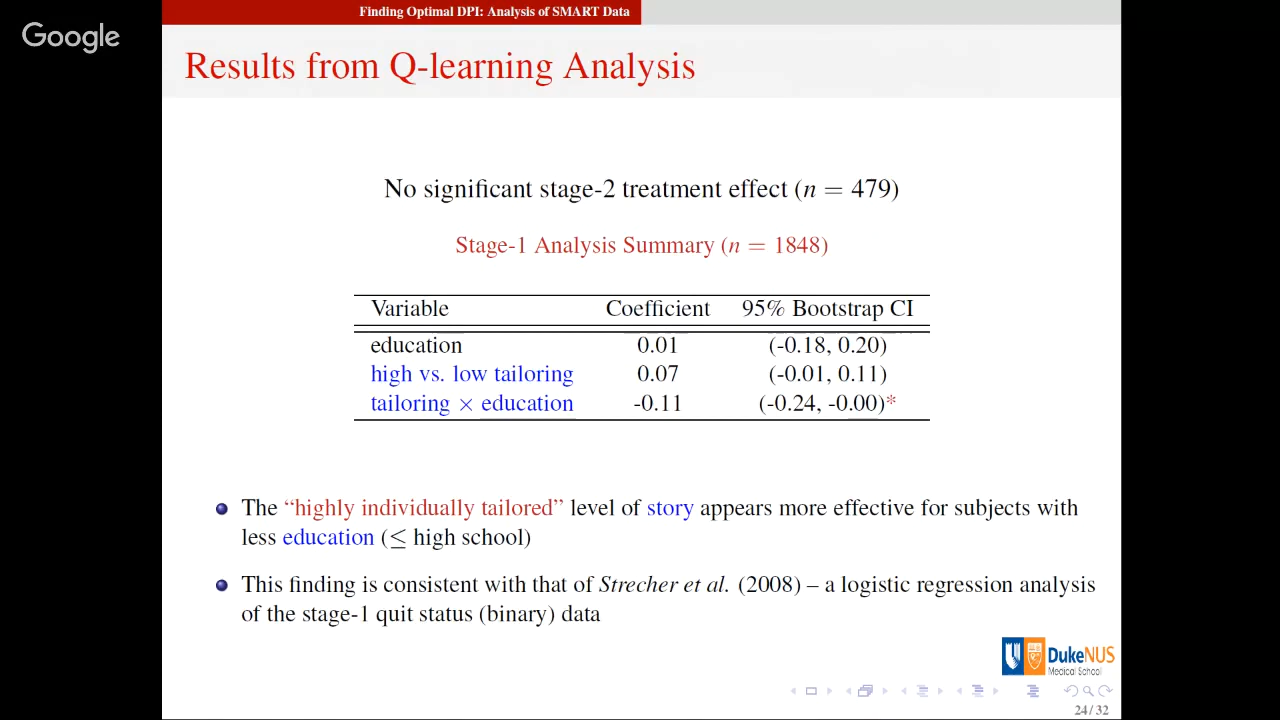 Finding Optimal DPI: Analysis of SMART Data
Google
Results from Q-learning Analysis
No significant stage-2 treatment effect (n = 479)
Stage-1 Analysis Summary (n = 1848)
Variable Coefficient 95% Bootstrap CI
education 0.01 (-0.18, 0.20)
high vs. low tailoring 0.07 (-0.01, 0.11)
tailoring × education -0.11 (-0.24, -0.00)*
The “highly individually tailored” level of story appears more effective for subjects with
less education (≤ high school)
This finding is consistent with that of Strecher et al. (2008) – a logistic regression analysis
of the stage-1 quit status (binary) data
DukeNUS
Medical School
24 / 32